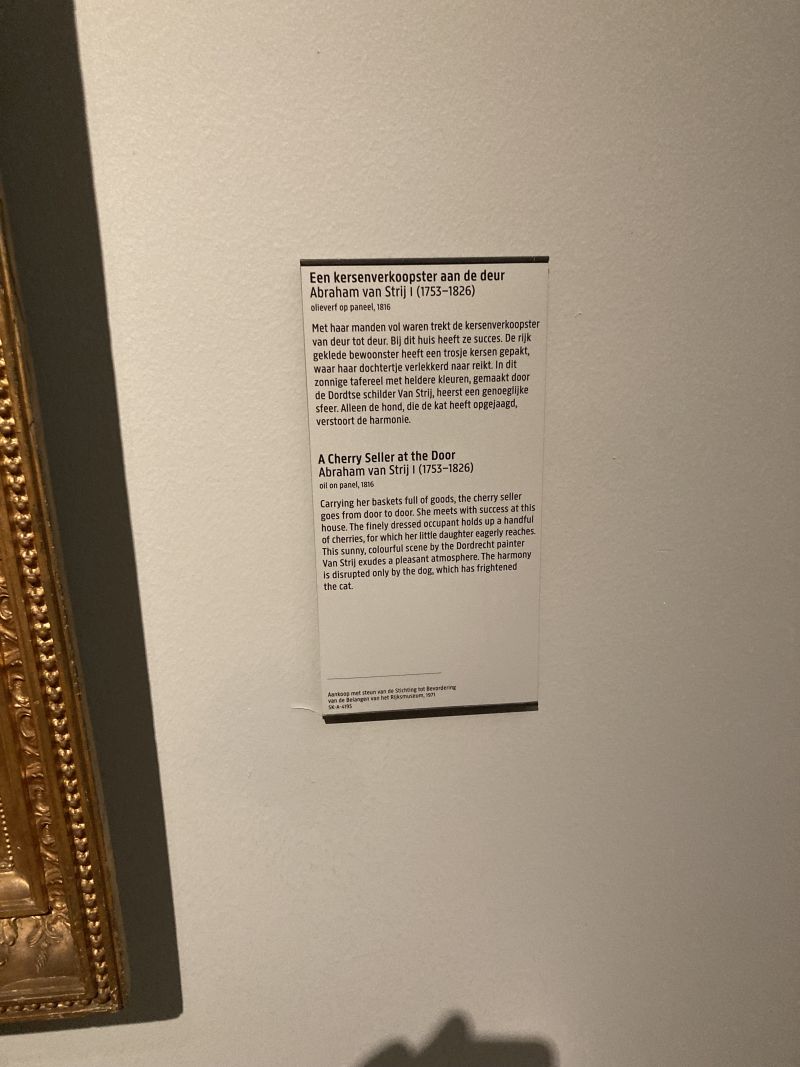 Een kersenverkoopster aan de deur
Abraham van Strij I (1753–1826)
olieverf op paneel, 1816
Met haar manden vol waren trekt de kersenverkoopster
van deur tot deur. Bij dit huis heeft ze succes. De rijk
geklede bewoonster heeft een trosje kersen gepakt,
waar haar dochtertje verlekkerd naar reikt. In dit
zonnige tafereel met heldere kleuren, gemaakt door
de Dordtse schilder Van Strij, heerst een genoeglijke
sfeer. Alleen de hond, die de kat heeft opgejaagd,
verstoort de harmonie.
A Cherry Seller at the Door
Abraham van Strij I (1753–1826)
oil on panel, 1816
Carrying her baskets full of goods, the cherry seller
goes from door to door. She meets with success at this
house. The finely dressed occupant holds up a handful
of cherries, for which her little daughter eagerly reaches.
This sunny, colourful scene by the Dordrecht painter
Van Strij exudes a pleasant atmosphere. The harmony
is disrupted only by the dog, which has frightened
the cat.
Aankoop met steun van de Stichting tot Bevordering
van de Belangen van het Rijksmuseum, 1971
SK-A-4195